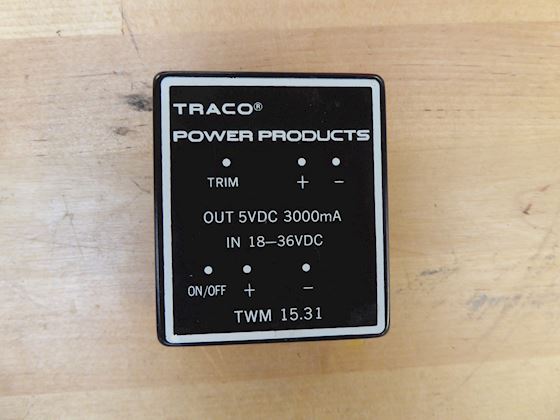 TRACO®
POWER PRODUCTS
TRIM + -
OUT 5VDC 3000mA
IN 18-36VDC
ON/OFF + -
TWM 15.31